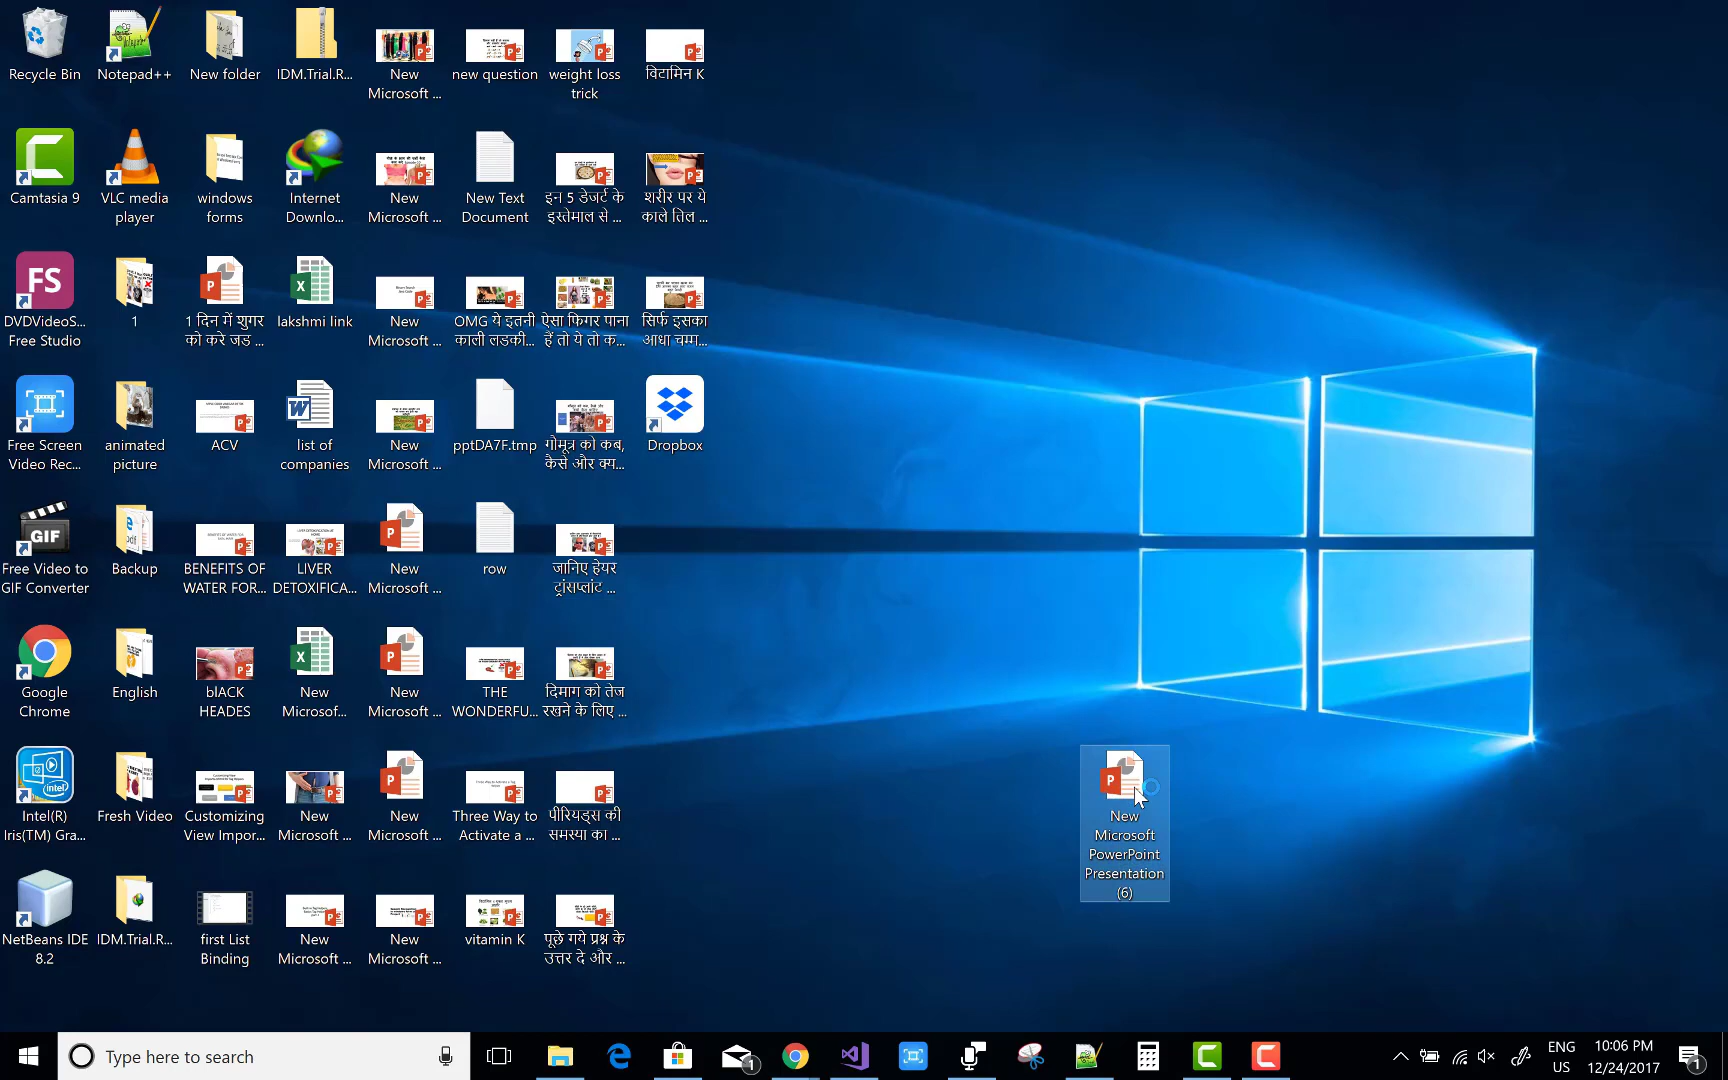 Recycle Bin
Notepad++
New folder
IDM.Trial.R...
New
Microsoft ...
new question
weight loss
trick
विटामिन K
Camtasia 9
VLC media
player
windows
forms
Internet
Downlo...
New
Microsoft ...
New Text
Document
इन 5 डेजर्ट के
इस्तेमाल से ...
शरीर पर ये
काले तिल ...
FS
DVDVideoS...
Free Studio
1
1 दिन में शुगर
को करे जड ...
lakshmi link
New
Microsoft ...
OMG ये इतनी
काली लडकी...
ऐसा फिगर पाना
हैं तो ये तो क...
सिर्फ इसका
आधा चम्म...
Free Screen
Video Rec...
animated
picture
ACV
list of
companies
New
Microsoft ...
pptDA7F.tmp
गौमूत्र को कब,
कैसे और क्य...
Dropbox
GIF
Free Video to
GIF Converter
Backup
BENEFITS OF
WATER FOR...
LIVER
DETOXIFICA...
New
Microsoft ...
row
जानिए हेयर
ट्रांसप्लांट ...
Google
Chrome
English
blACK
HEADES
New
Microsof...
New
Microsoft ...
THE
WONDERFU...
दिमाग को तेज
रखने के लिए ...
intel
Intel(R)
Iris(TM) Gra...
Fresh Video
Customizing
View Impor...
New
Microsoft ...
New
Microsoft ...
Three Way to
Activate a ...
पीरियड्स की
समस्या का ...
New
Microsoft
PowerPoint
Presentation
(6)
NetBeans IDE
8.2
IDM.Trial.R...
first List
Binding
New
Microsoft ...
New
Microsoft ...
vitamin K
पूछे गये प्रश्न के
उत्तर दे और ...
Type here to search
1
ENG
US
10:06 PM
12/24/2017
1